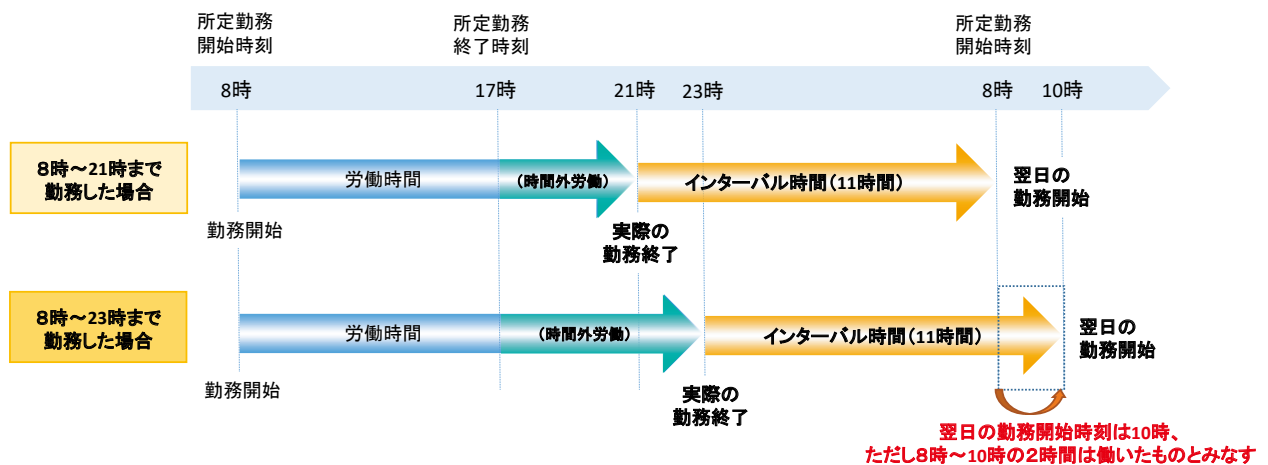 所定勤務
開始時刻
所定勤務
終了時刻
所定勤務
開始時刻
8時
17時
21時
23時
8時
10時
8時～21時まで
勤務した場合
労働時間
(時間外労働)
インターバル時間(11時間)
翌日の
勤務開始
勤務開始
実際の
勤務終了
8時～23時まで
勤務した場合
労働時間
(時間外労働)
インターバル時間(11時間)
翌日の
勤務開始
勤務開始
実際の
勤務終了
翌日の勤務開始時刻は10時、
ただし8時～10時の2時間は働いたものとみなす